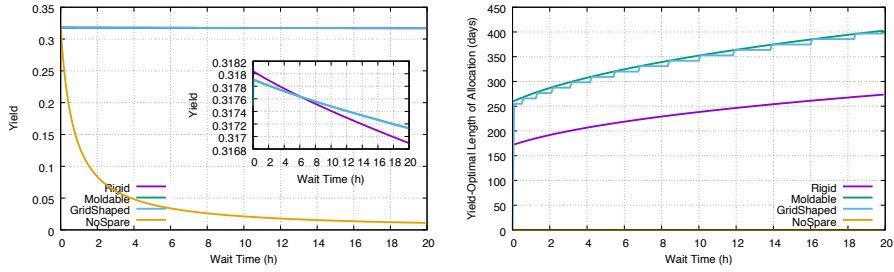 0.35
0.3
0.25
0.2
0.15
0.1
0.05
0
Yield
0.3182
0.318
0.3178
0.3176
0.3174
0.3172
0.317
0.3168
Yield
0 2 4 6 8 10 12 14 16 18 20
Wait Time (h)
Rigid
Moldable
GridShaped
NoSpare
0 2 4 6 8 10 12 14 16 18 20
Wait Time (h)
450
400
350
300
250
200
150
100
50
0
Yield-Optimal Length of Allocation (days)
Rigid
Moldable
GridShaped
NoSpare
0 2 4 6 8 10 12 14 16 18 20
Wait Time (h)